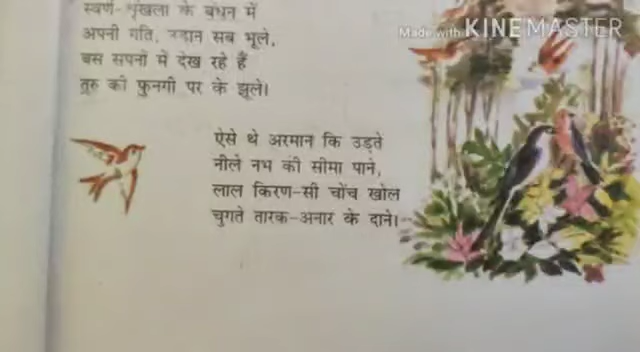 Made with KINEMASTER
स्वर्ण-शृंखला के बंधन में
अपनी गति, उड़ान सब भूले,
बस सपनों में देख रहे हैं
तरु की फुनगी पर के झूले।
ऐसे थे अरमान कि उड़ते
नीले नभ की सीमा पाने,
लाल किरण-सी चोंच खोल
चुगते तारक-अनार के दाने।